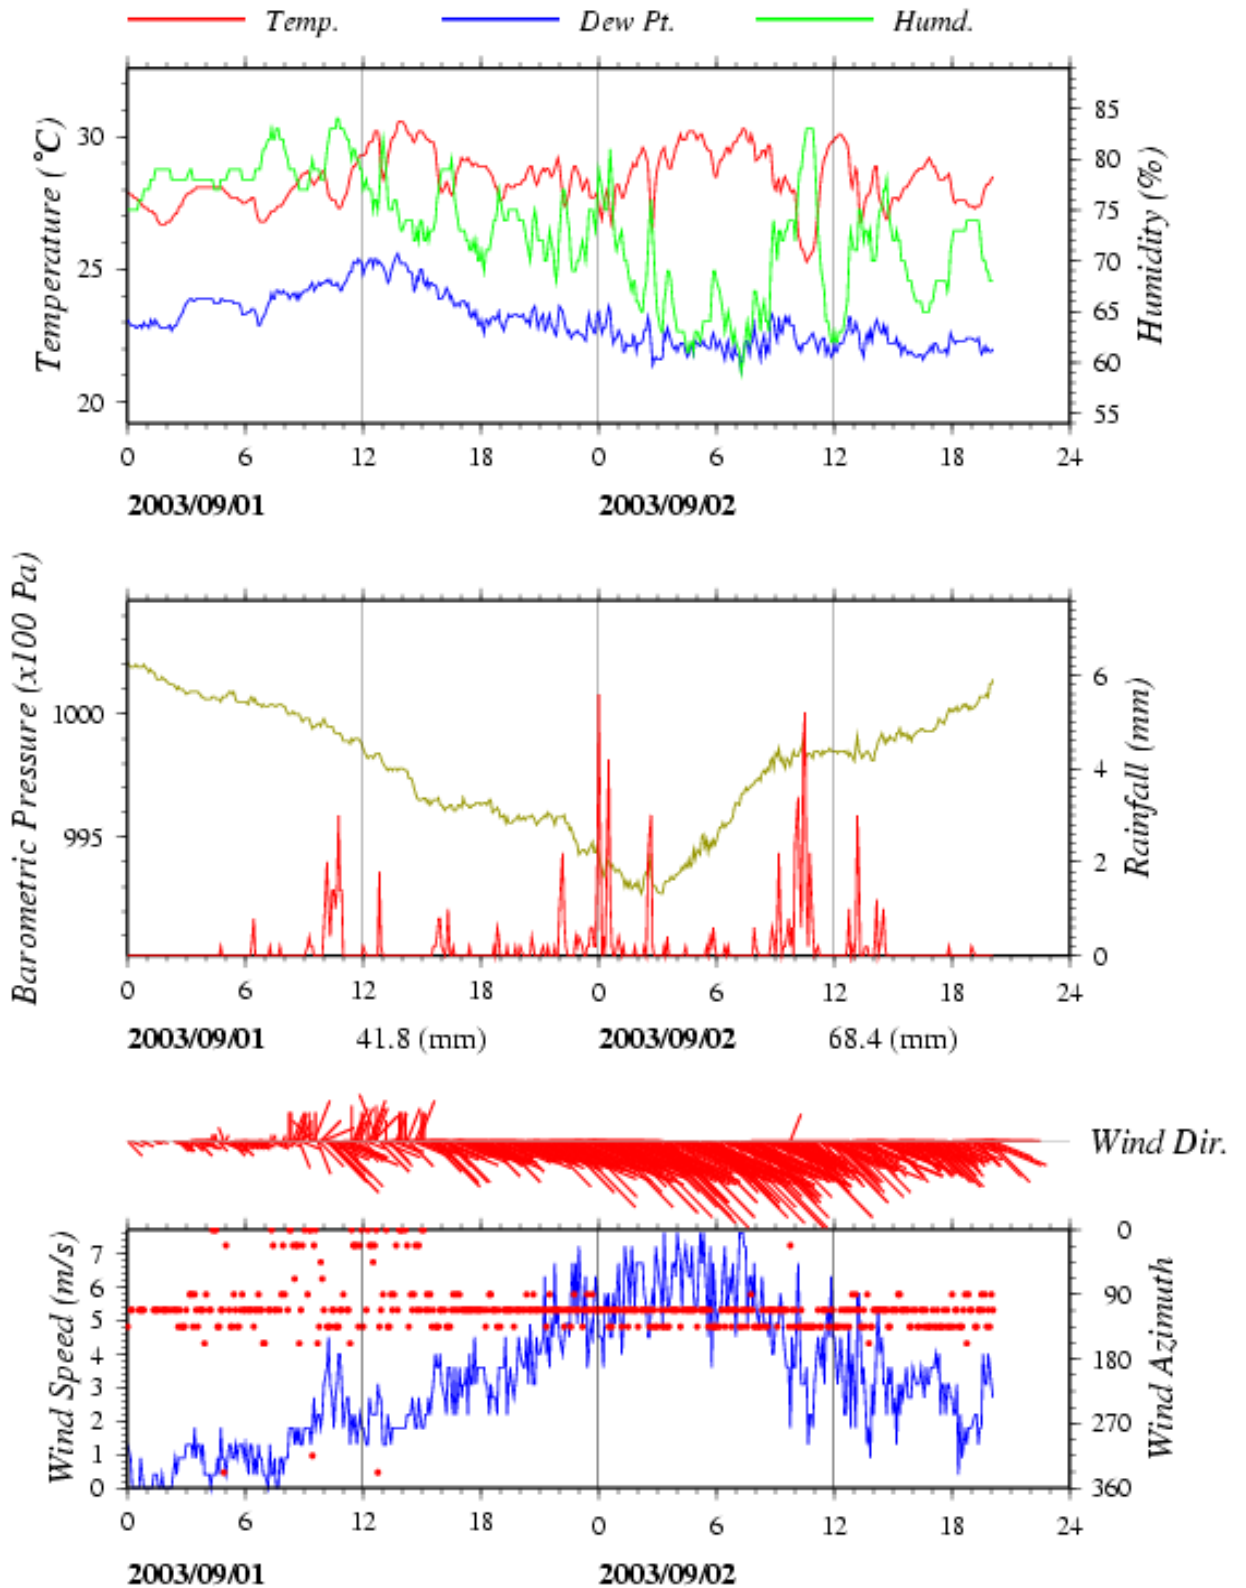 Temp. Dew Pt. Humd.
Temperature (°C)
30
25
20
Humidity (%)
85
80
75
70
65
60
55
0 6 12 18 0 6 12 18 24
2003/09/01 2003/09/02
Barometric Pressure (x100 Pa)
1000
995
Rainfall (mm)
6
4
2
0
0 6 12 18 0 6 12 18 24
2003/09/01 41.8 (mm) 2003/09/02 68.4 (mm)
Wind Dir.
Wind Speed (m/s)
7
6
5
4
3
2
1
0
Wind Azimuth
0
90
180
270
360
0 6 12 18 0 6 12 18 24
2003/09/01 2003/09/02